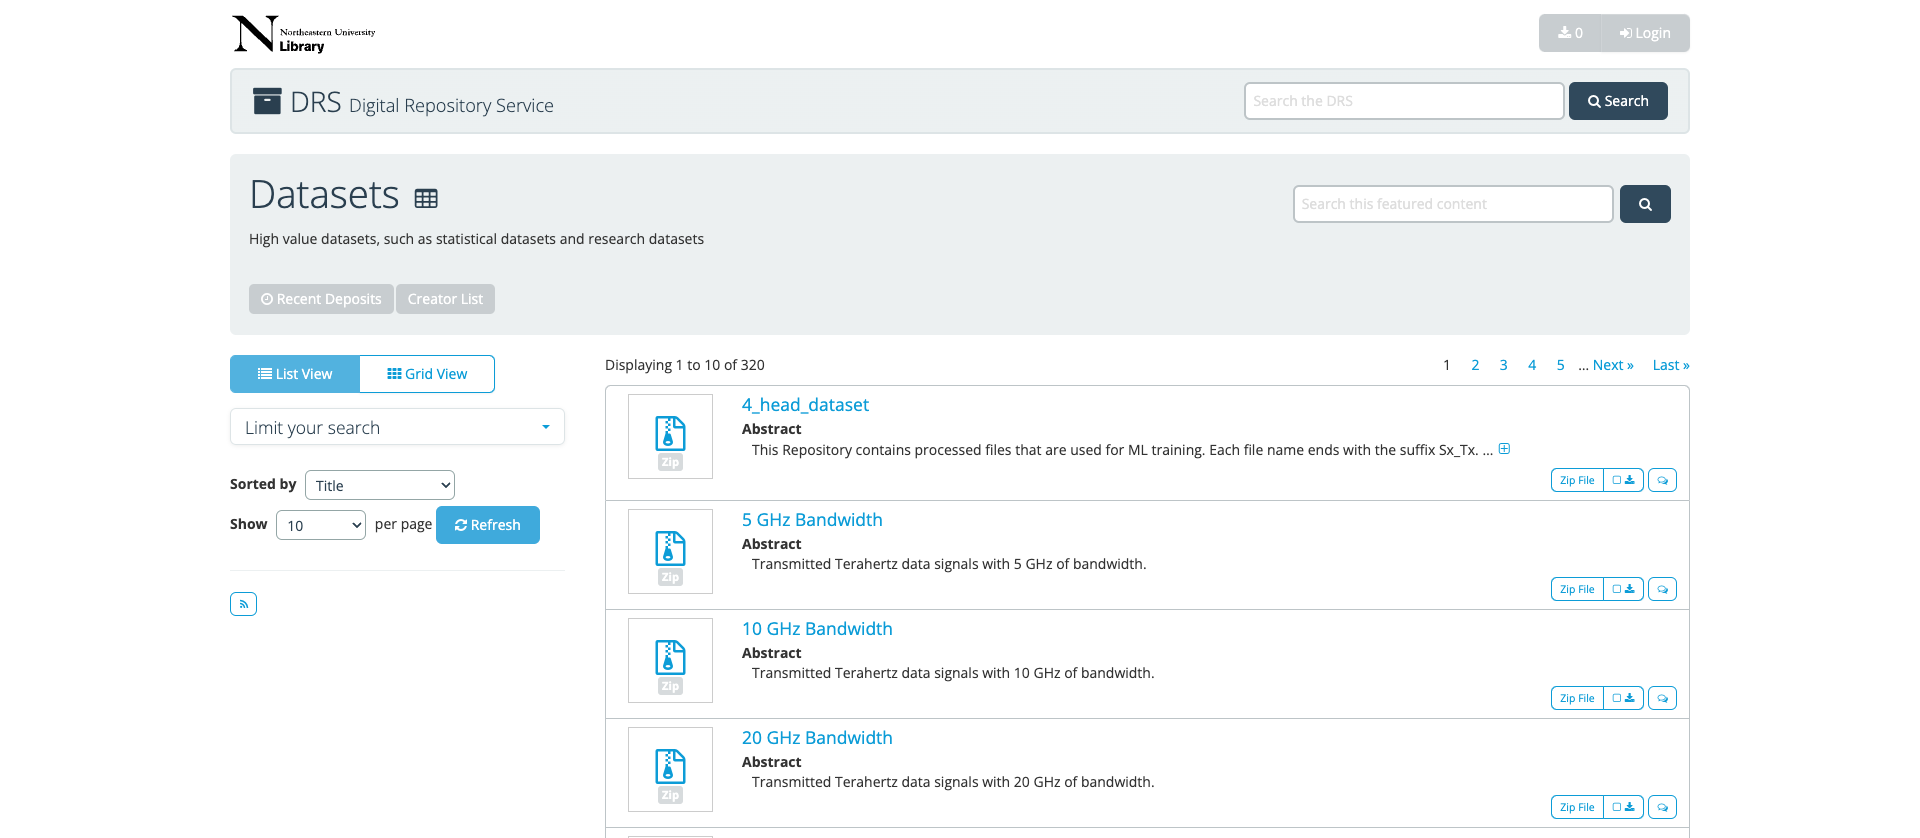 Northeastern University
Library
0 Login
DRS Digital Repository Service
Search the DRS
Search
Datasets
Search this featured content
High value datasets, such as statistical datasets and research datasets
Recent Deposits Creator List
List View Grid View
Displaying 1 to 10 of 320
1 2 3 4 5 ... Next » Last »
Limit your search
Sorted by Title
Show 10 per page Refresh
4_head_dataset
Abstract
This Repository contains processed files that are used for ML training. Each file name ends with the suffix Sx_Tx. ...
Zip
Zip File
5 GHz Bandwidth
Abstract
Transmitted Terahertz data signals with 5 GHz of bandwidth.
Zip
Zip File
10 GHz Bandwidth
Abstract
Transmitted Terahertz data signals with 10 GHz of bandwidth.
Zip
Zip File
20 GHz Bandwidth
Abstract
Transmitted Terahertz data signals with 20 GHz of bandwidth.
Zip
Zip File